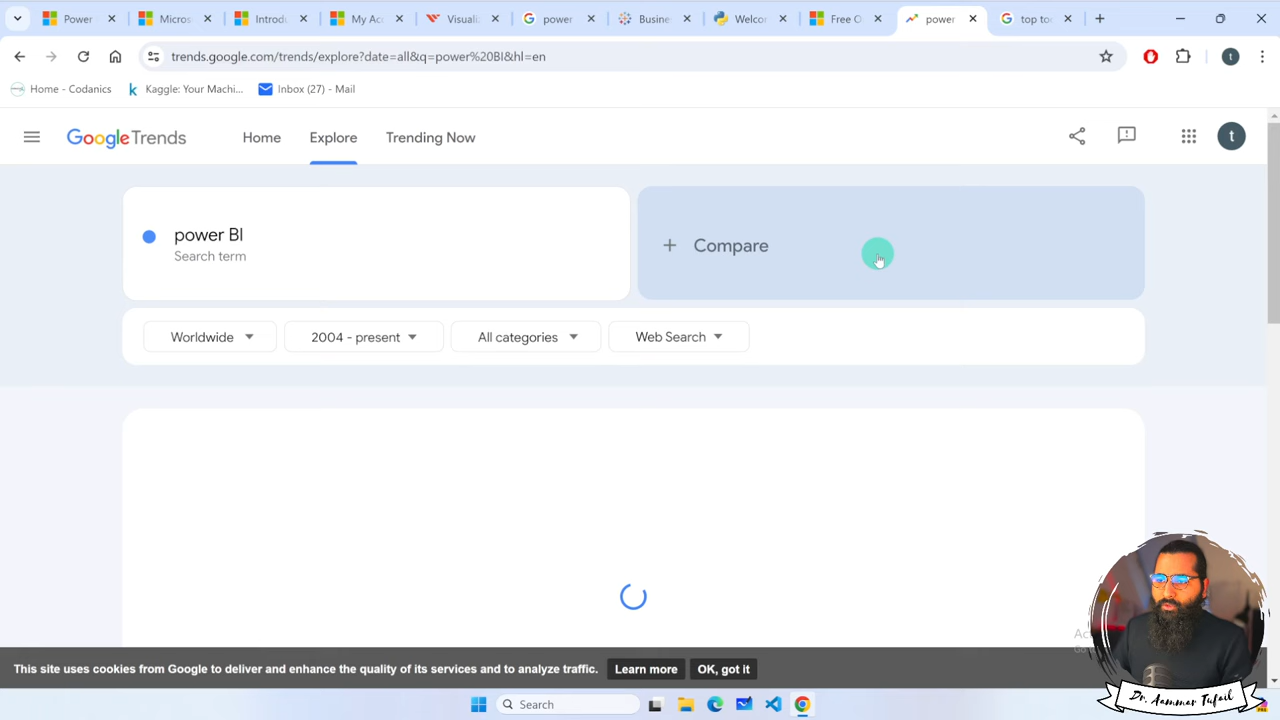 Power
Micros
Introdu
My Acc
Visuali
power
Busine
Welcor
Free O
power
top too
trends.google.com/trends/explore?date=all&q=power%20BI&hl=en
t
Home - Codanics
Kaggle: Your Machi...
Inbox (27) - Mail
Google Trends
Home
Explore
Trending Now
t
power BI
Search term
+ Compare
Worldwide
2004 - present
All categories
Web Search
This site uses cookies from Google to deliver and enhance the quality of its services and to analyze traffic.
Learn more
OK, got it
Search
Dr. Aammar Tufail